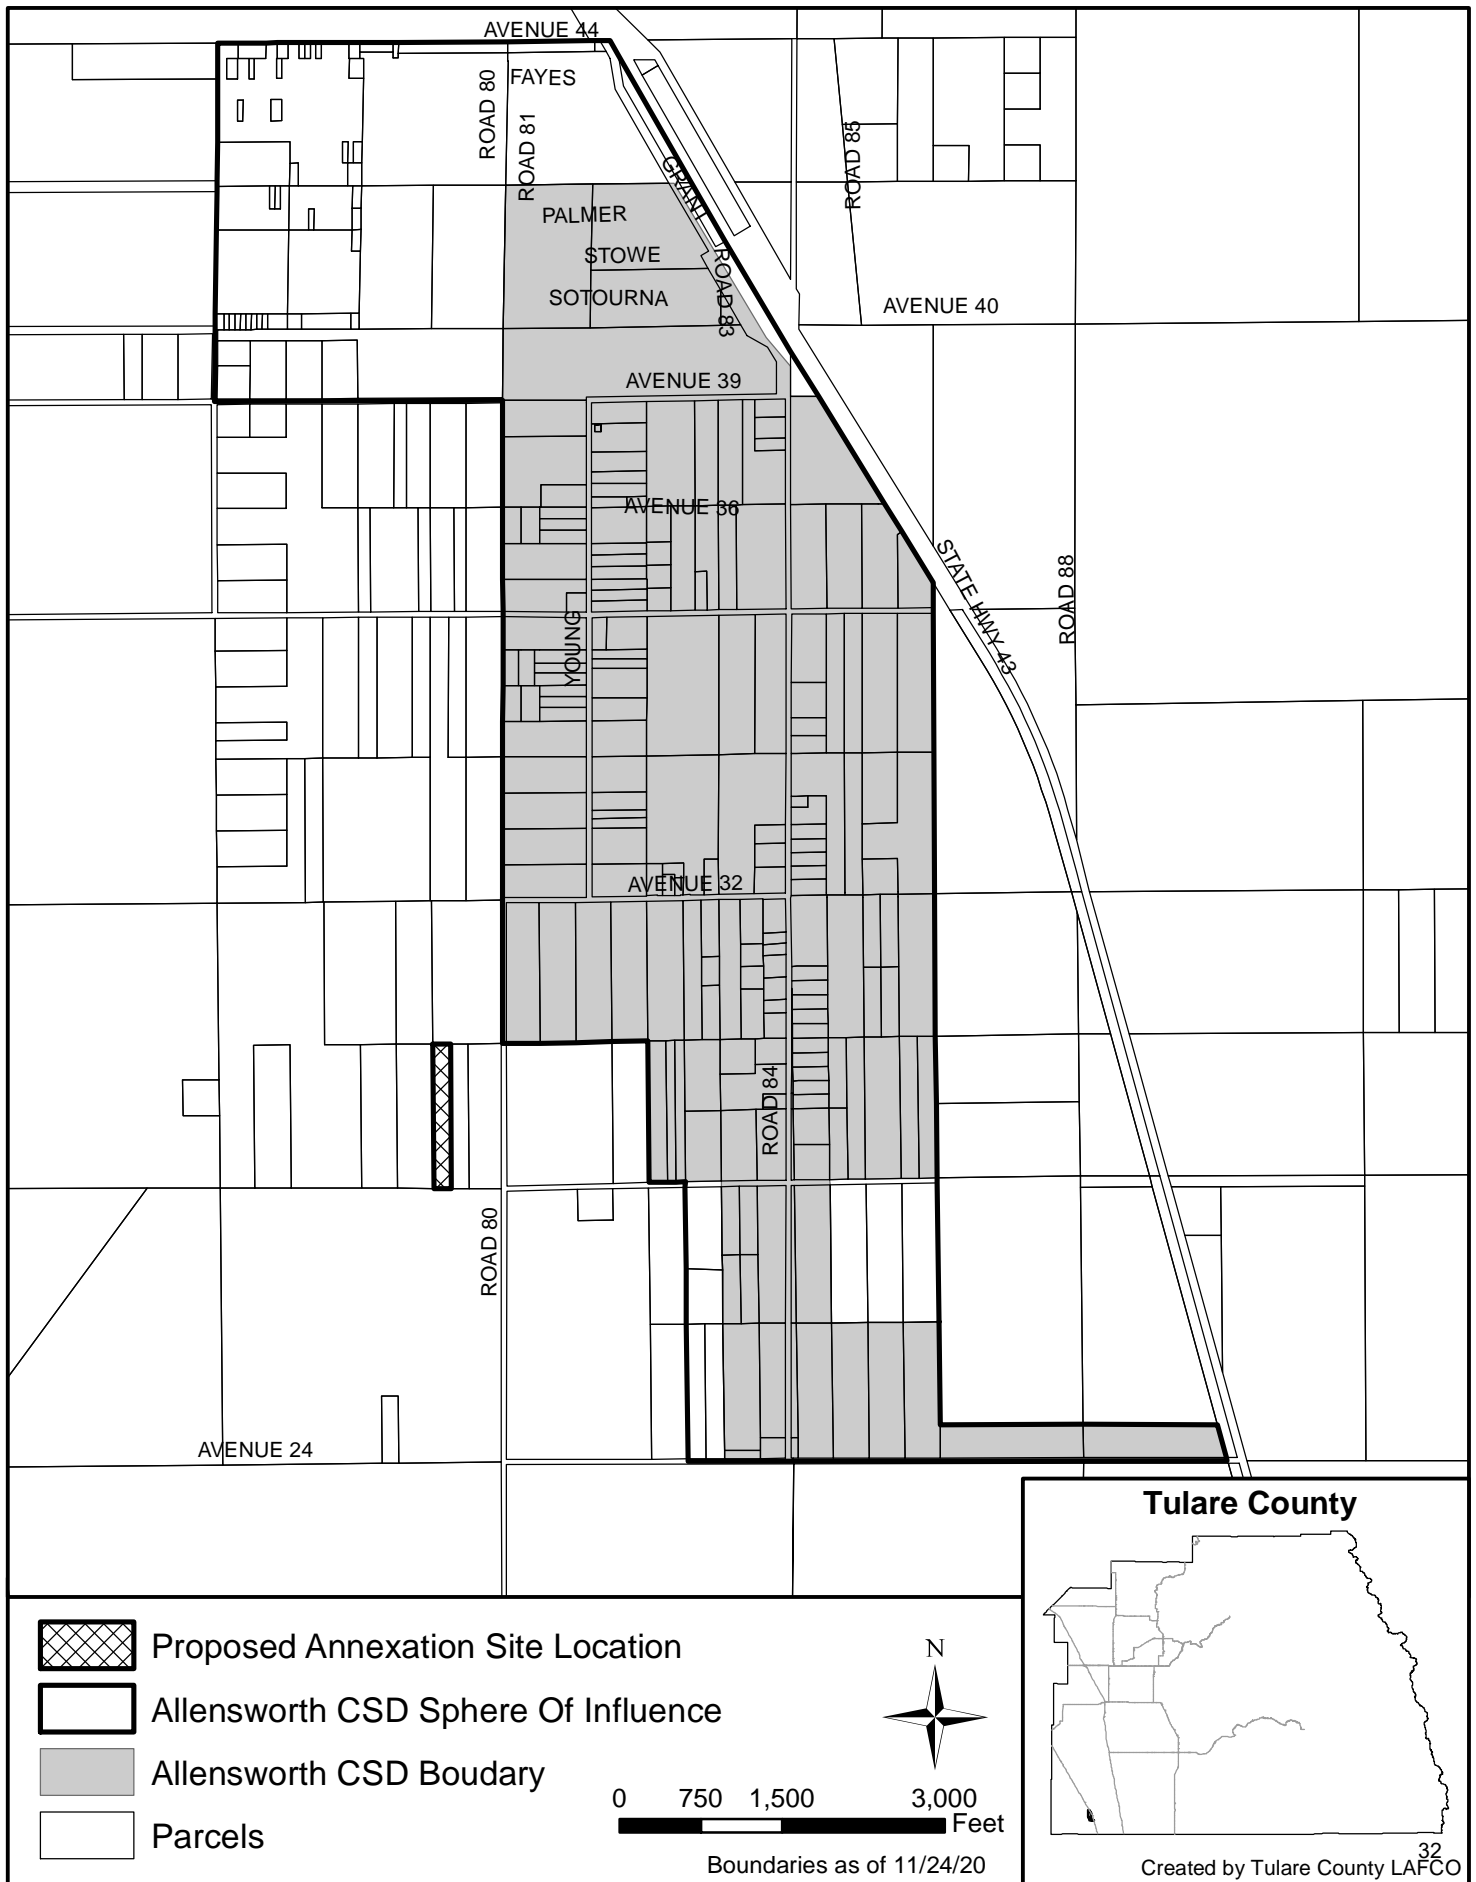 AVENUE 44
FAYES
ROAD 80
ROAD 81
GRANT
ROAD 85
PALMER
STOWE
SOTOURNA
ROAD 83
AVENUE 40
AVENUE 39
AVENUE 36
STATE HWY 43
ROAD 88
YOUNG
AVENUE 32
ROAD 84
ROAD 80
AVENUE 24
Tulare County
Proposed Annexation Site Location
Allensworth CSD Sphere Of Influence
Allensworth CSD Boudary
Parcels
N
0 750 1,500 3,000
Feet
Boundaries as of 11/24/20
32
Created by Tulare County LAFCO